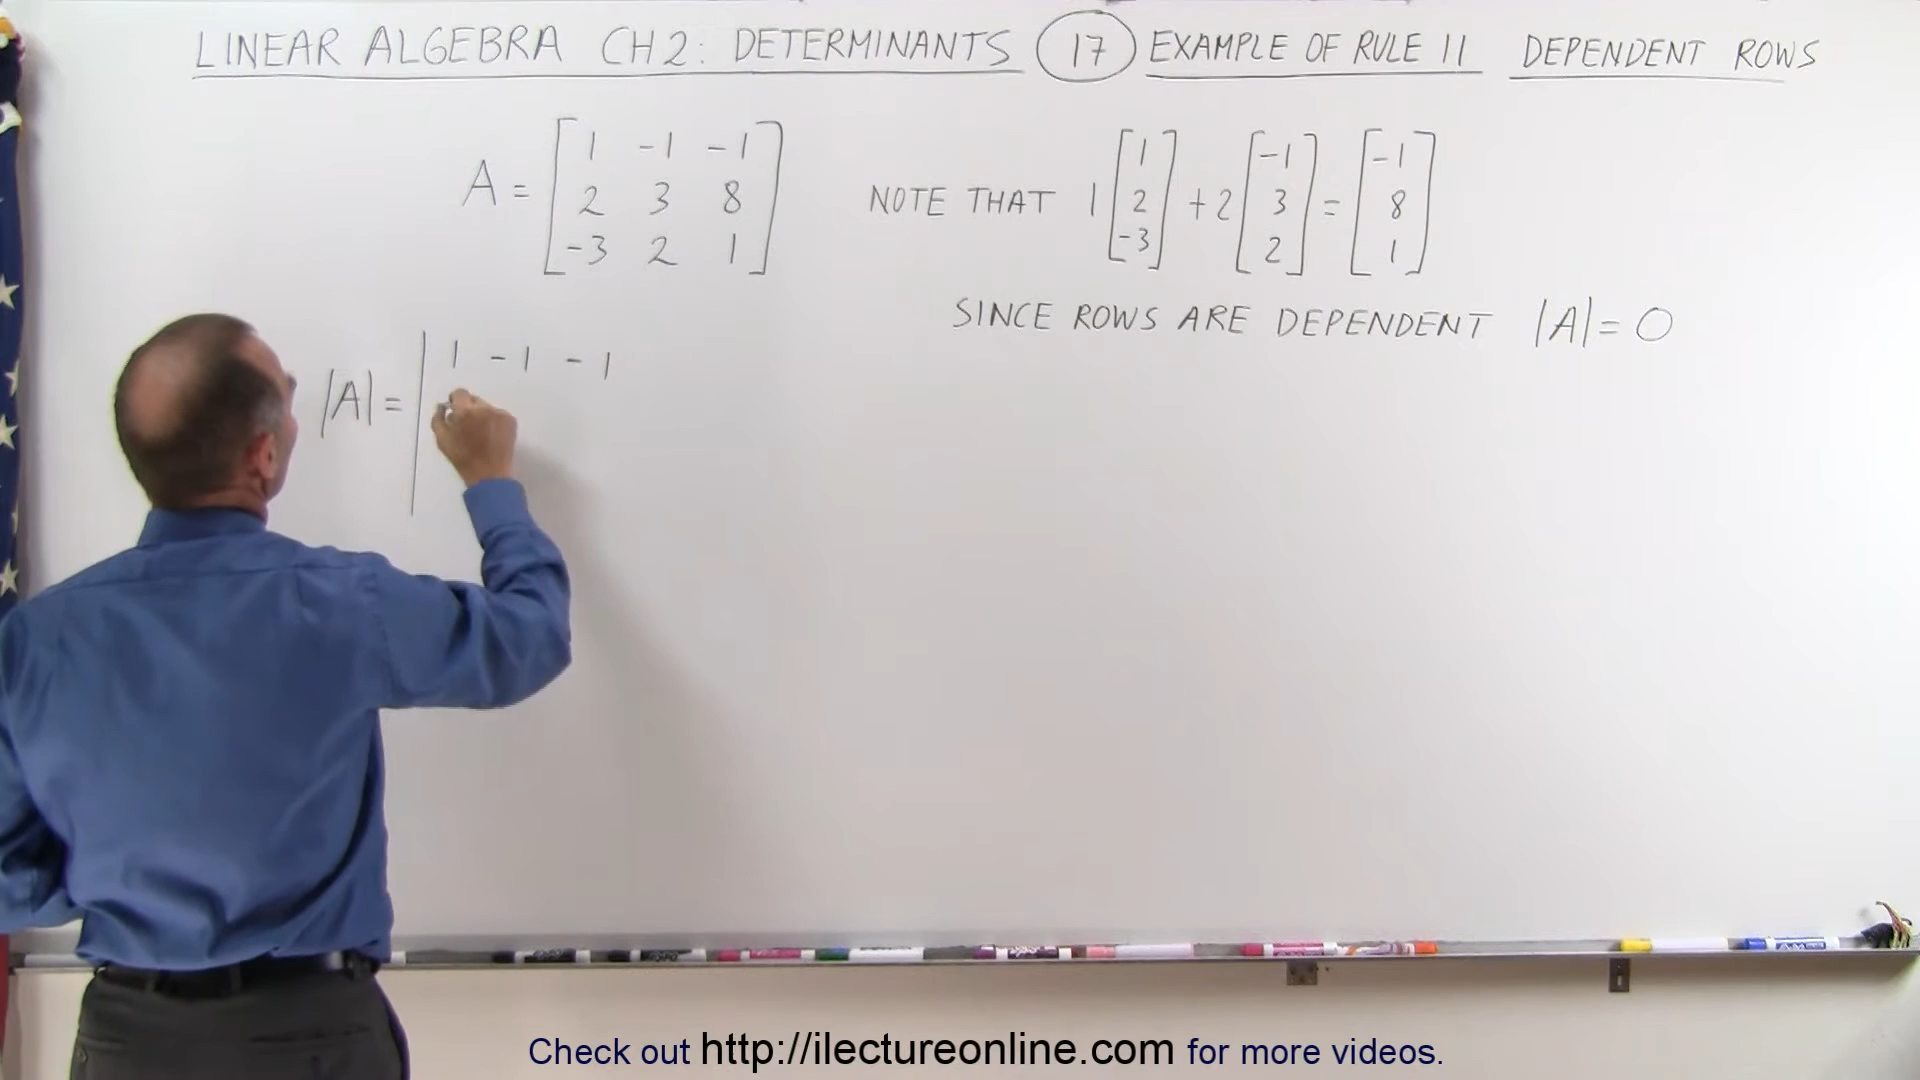 LINEAR ALGEBRA CH2: DETERMINANTS 17 EXAMPLE OF RULE 11 DEPENDENT ROWS
A = [1 -1 -1
2 3 8
-3 2 1]
NOTE THAT 1[1 2 -3] + 2[-1 3 2] = [-1 8 1]
SINCE ROWS ARE DEPENDENT |A| = 0
|A| = | 1 -1 -1
Check out http://ilectureonline.com for more videos.